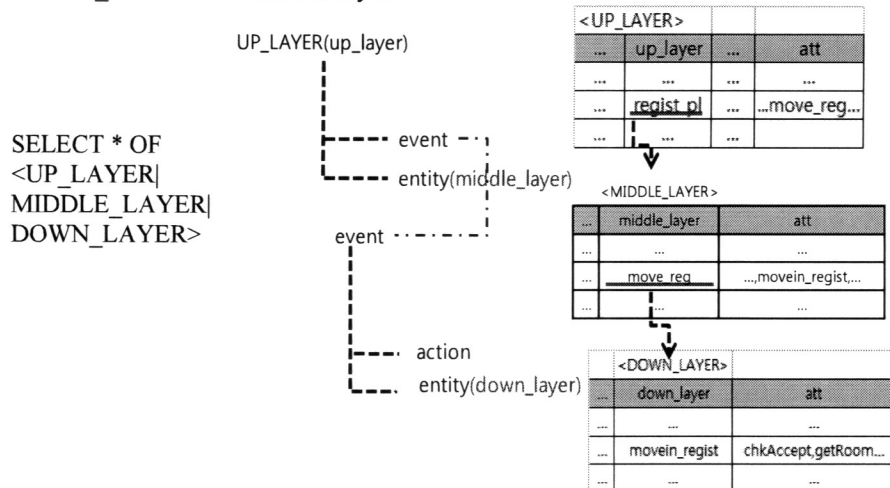 SELECT * OF
<UP_LAYER|
MIDDLE_LAYER|
DOWN_LAYER>
UP_LAYER(up_layer)
event
entity(middle_layer)
event
action
entity(down_layer)
<UP_LAYER>
... up_layer ... att
... ... ... ...
... regist_pl ... ...move_reg...
... ... ...
<MIDDLE_LAYER>
... middle_layer att
... ... ...
... move_reg ...,movein_regist,...
... ... ...
<DOWN_LAYER>
... down_layer att
... ... ...
... movein_regist chkAccept,getRoom...
... ... ...